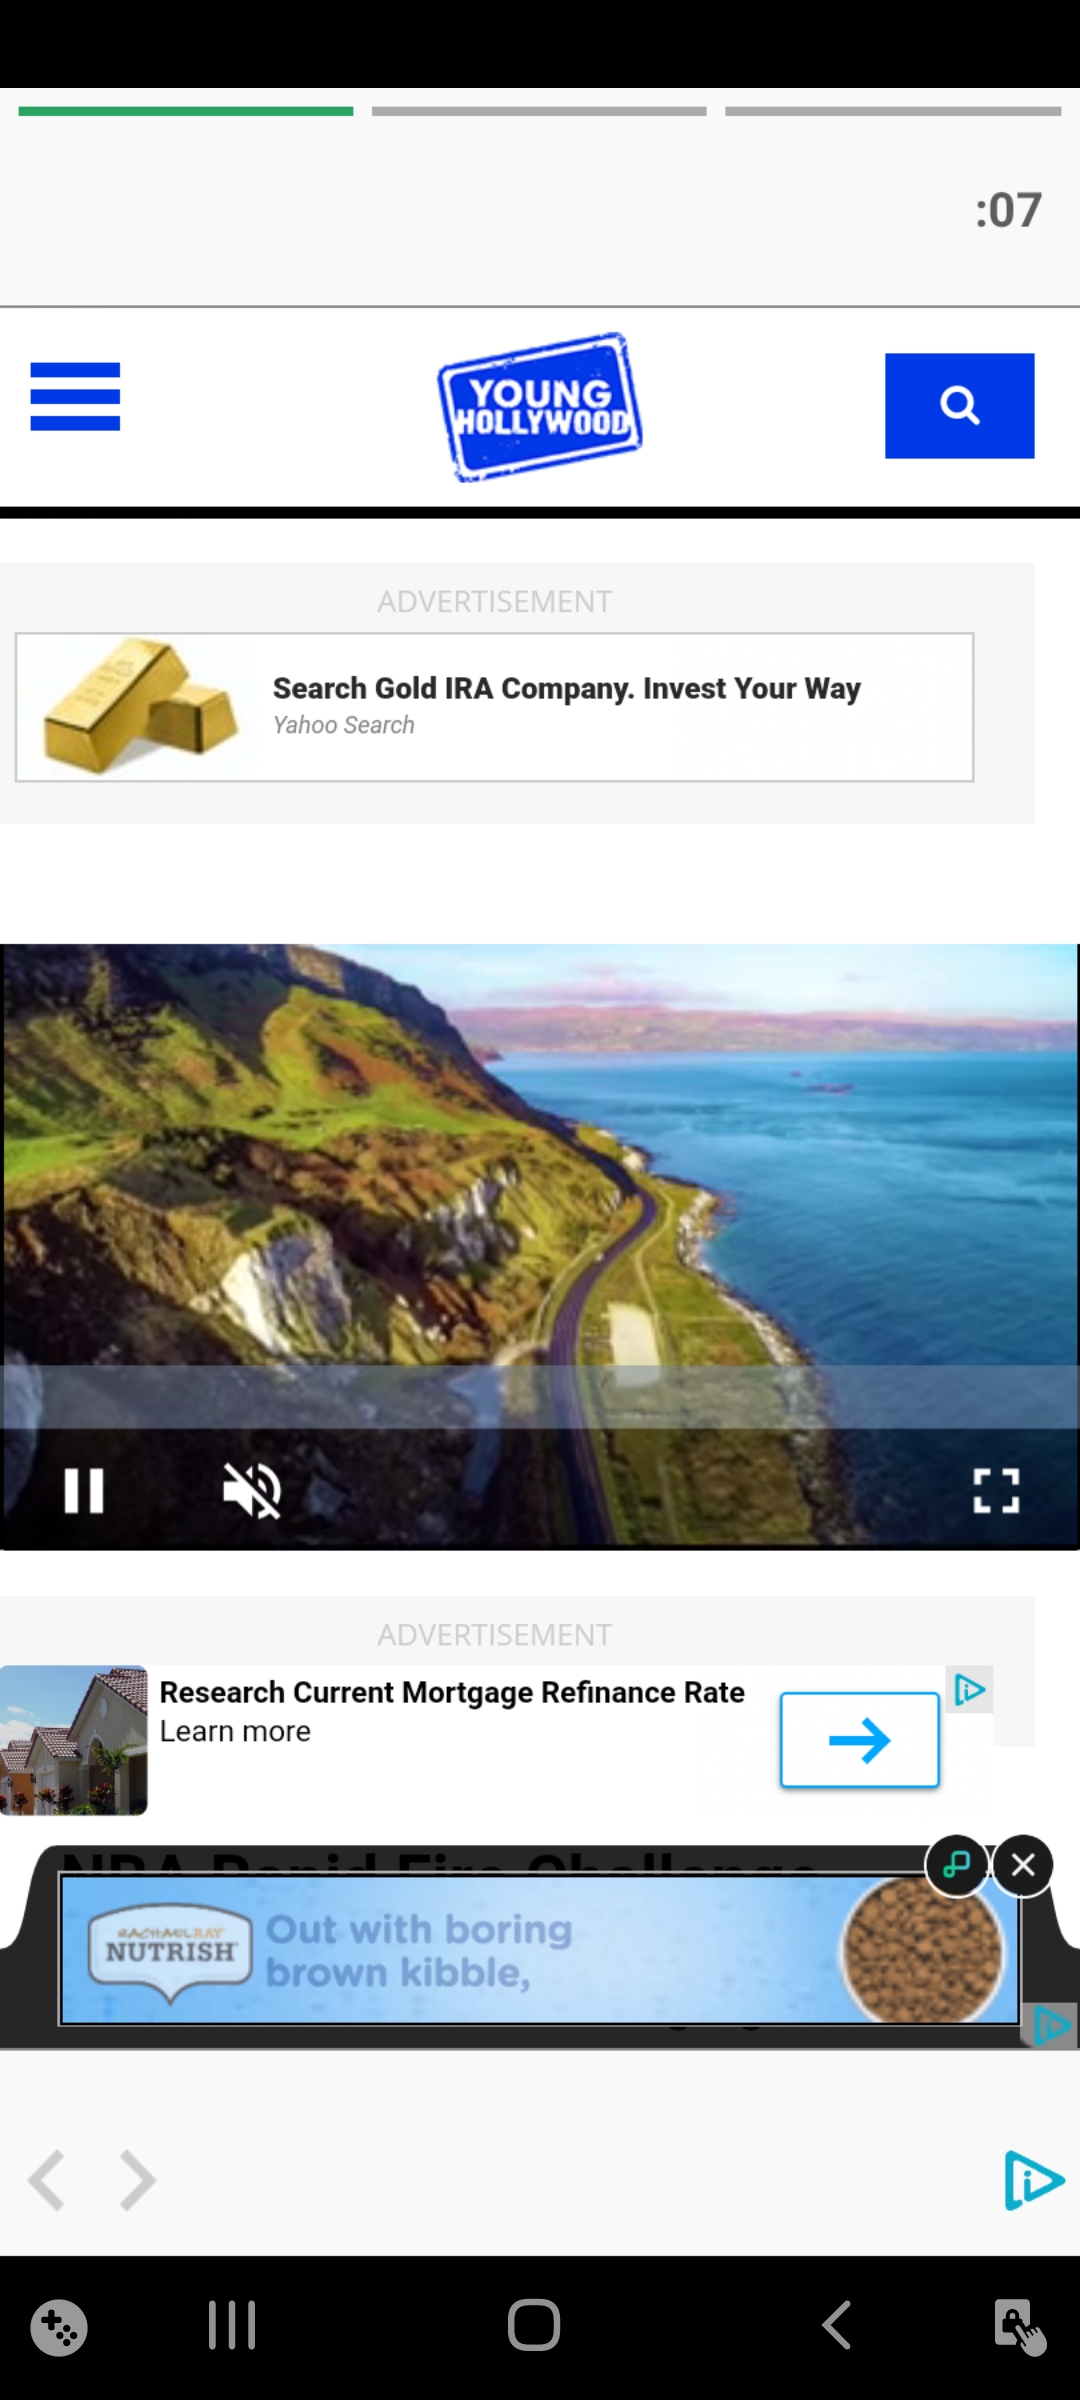 :07
YOUNG
HOLLYWOOD
ADVERTISEMENT
Search Gold IRA Company. Invest Your Way
Yahoo Search
ADVERTISEMENT
Research Current Mortgage Refinance Rate
Learn more
NBA Rapid Fire Challenge
RACHAEL RAY
NUTRISH
Out with boring
brown kibble,